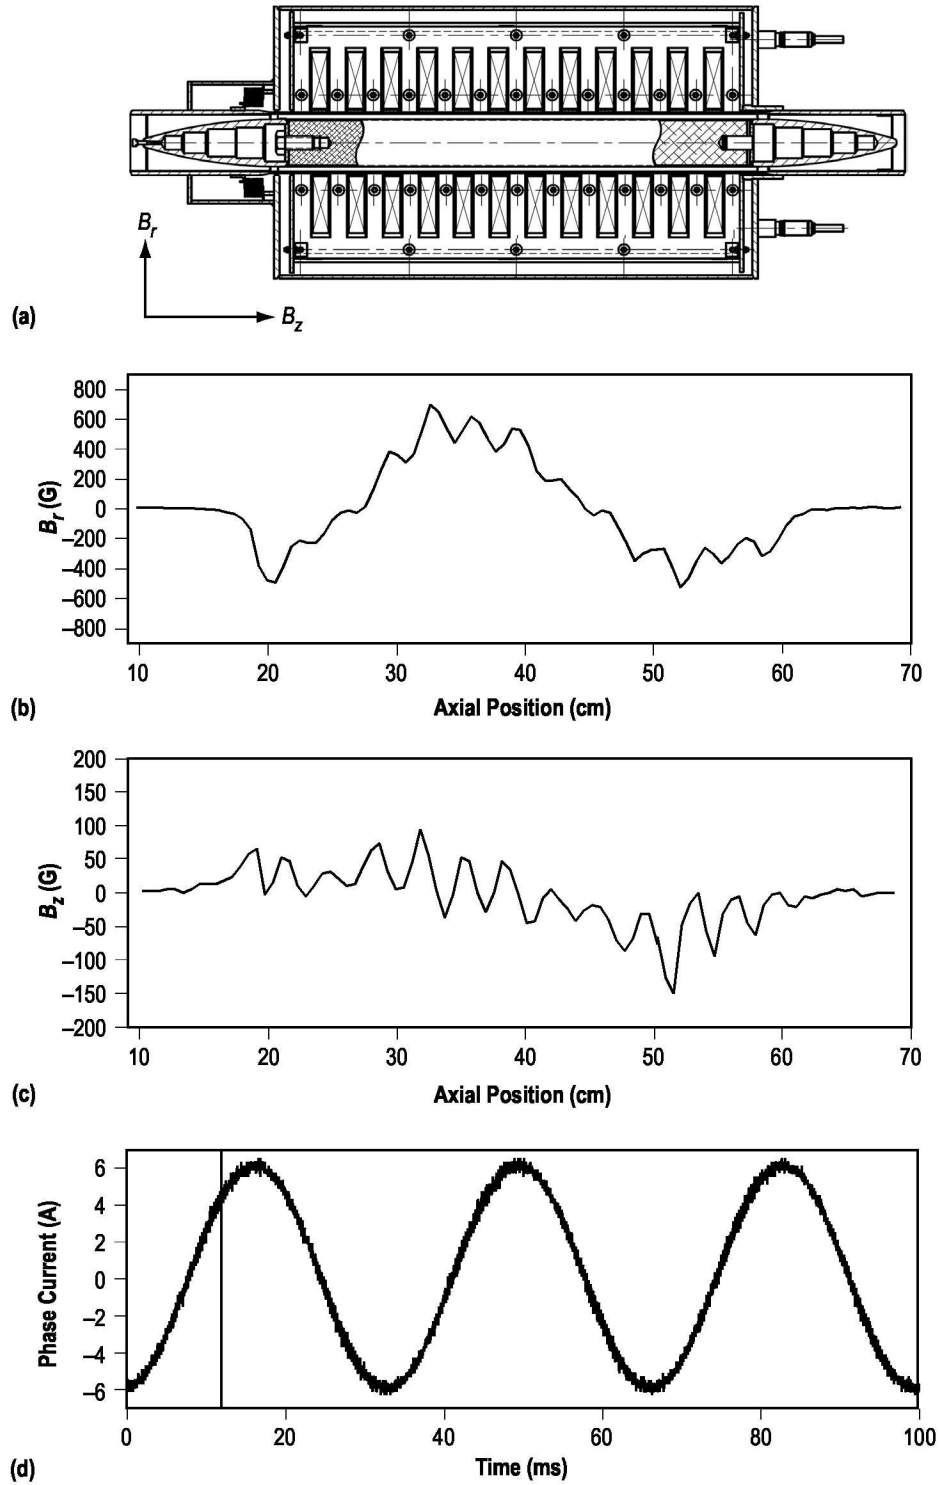 B_r
B_z
(a)
800
600
400
200
0
–200
–400
–600
–800
B_r (G)
10 20 30 40 50 60 70
Axial Position (cm)
(b)
200
150
100
50
0
–50
–100
–150
–200
B_z (G)
10 20 30 40 50 60 70
Axial Position (cm)
(c)
6
4
2
0
–2
–4
–6
Phase Current (A)
0 20 40 60 80 100
Time (ms)
(d)